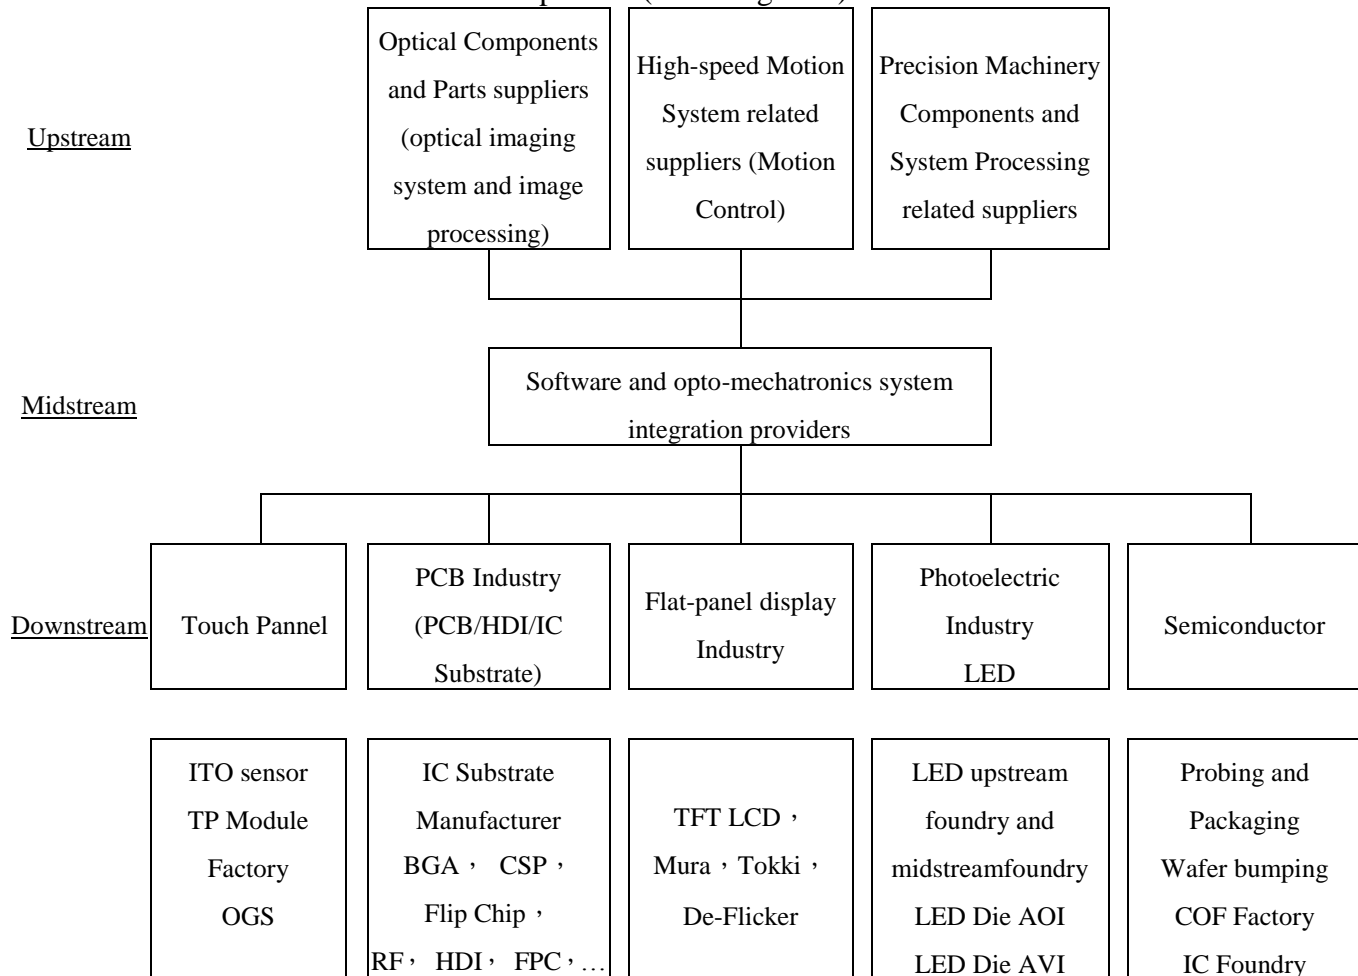 Optical Components
and Parts suppliers
(optical imaging
system and image
processing)
High-speed Motion
System related
suppliers (Motion
Control)
Precision Machinery
Components and
System Processing
related suppliers
Upstream
Software and opto-mechatronics system
integration providers
Midstream
Downstream
Touch Pannel
PCB Industry
(PCB/HDI/IC
Substrate)
Flat-panel display
Industry
Photoelectric
Industry
LED
Semiconductor
ITO sensor
TP Module
Factory
OGS
IC Substrate
Manufacturer
BGA， CSP，
Flip Chip，
RF， HDI， FPC，…
TFT LCD，
Mura，Tokki，
De-Flicker
LED upstream
foundry and
midstreamfoundry
LED Die AOI
LED Die AVI
Probing and
Packaging
Wafer bumping
COF Factory
IC Foundry